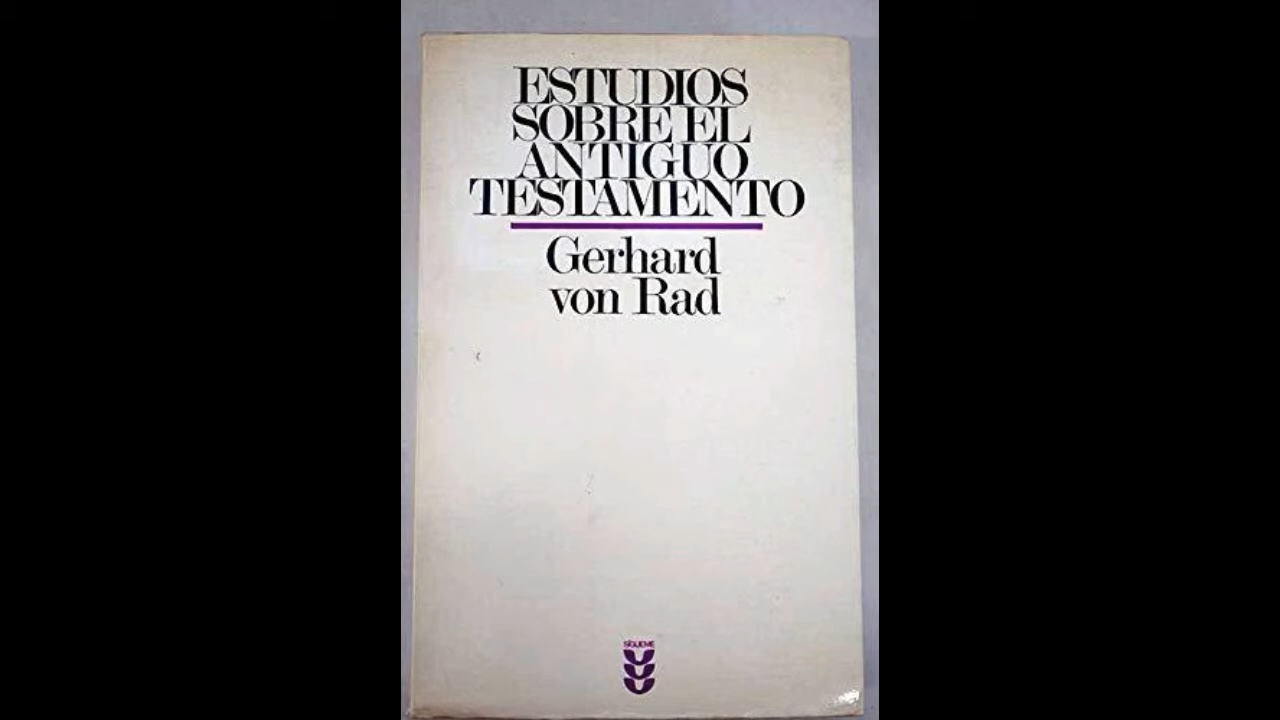 ESTUDIOS
SOBRE EL
ANTIGUO
TESTAMENTO
Gerhard
von Rad
SÍGUEME